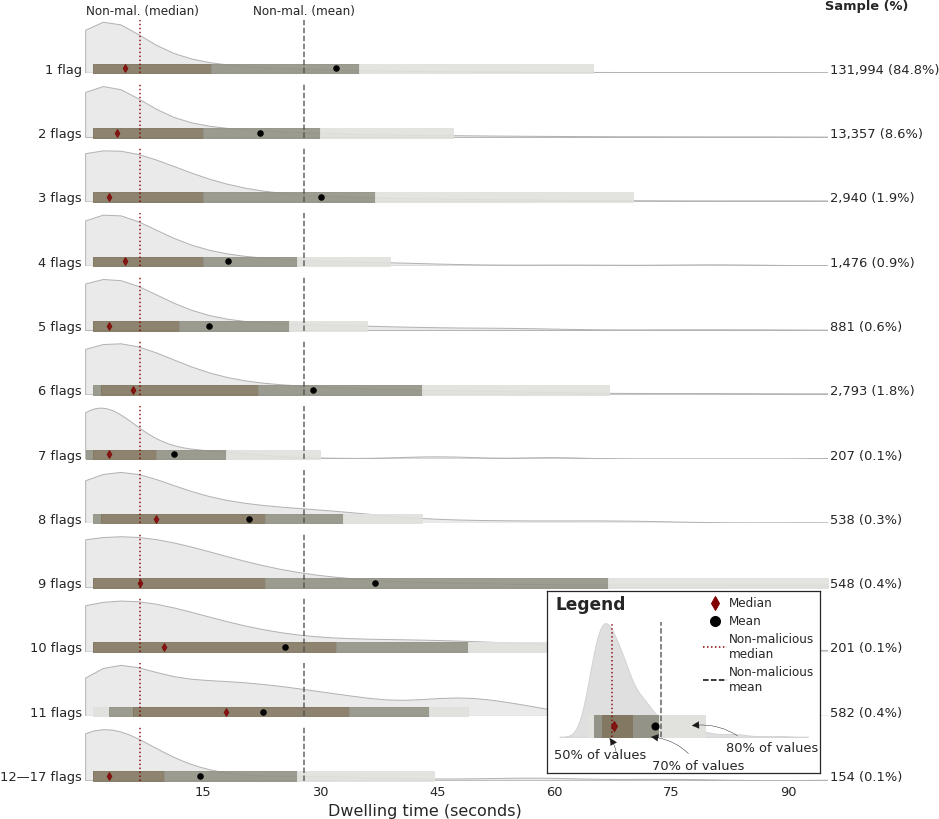 Non-mal. (median) Non-mal. (mean) Sample (%)
1 flag 131,994 (84.8%)
2 flags 13,357 (8.6%)
3 flags 2,940 (1.9%)
4 flags 1,476 (0.9%)
5 flags 881 (0.6%)
6 flags 2,793 (1.8%)
7 flags 207 (0.1%)
8 flags 538 (0.3%)
9 flags 548 (0.4%)
10 flags 201 (0.1%)
11 flags 582 (0.4%)
12—17 flags 154 (0.1%)
15 30 45 60 75 90
Dwelling time (seconds)
Legend
Median
Mean
Non-malicious
median
Non-malicious
mean
50% of values
70% of values
80% of values